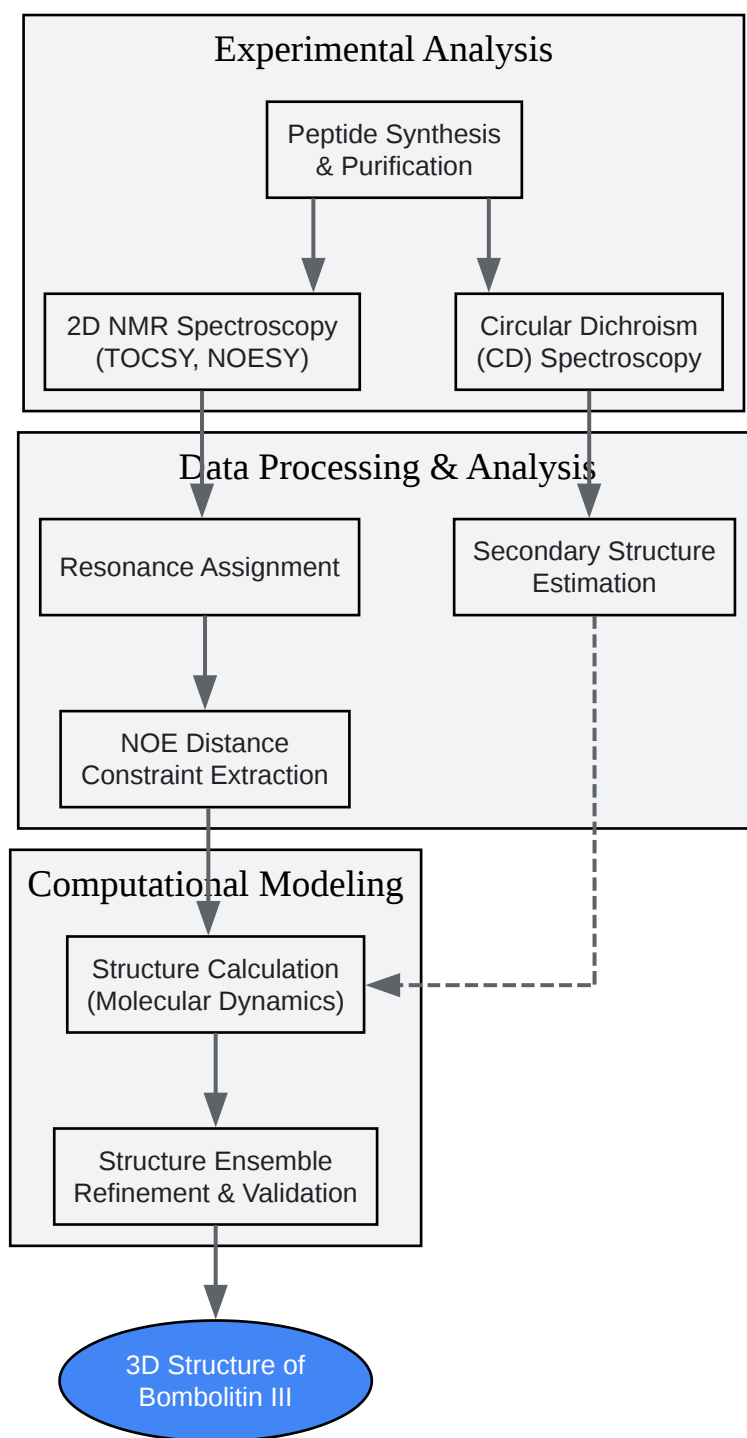 Experimental Analysis
Peptide Synthesis
& Purification
2D NMR Spectroscopy
(TOCSY, NOESY)
Circular Dichroism
(CD) Spectroscopy
Data Processing & Analysis
Resonance Assignment
Secondary Structure
Estimation
NOE Distance
Constraint Extraction
Computational Modeling
Structure Calculation
(Molecular Dynamics)
Structure Ensemble
Refinement & Validation
3D Structure of
Bombolitin III